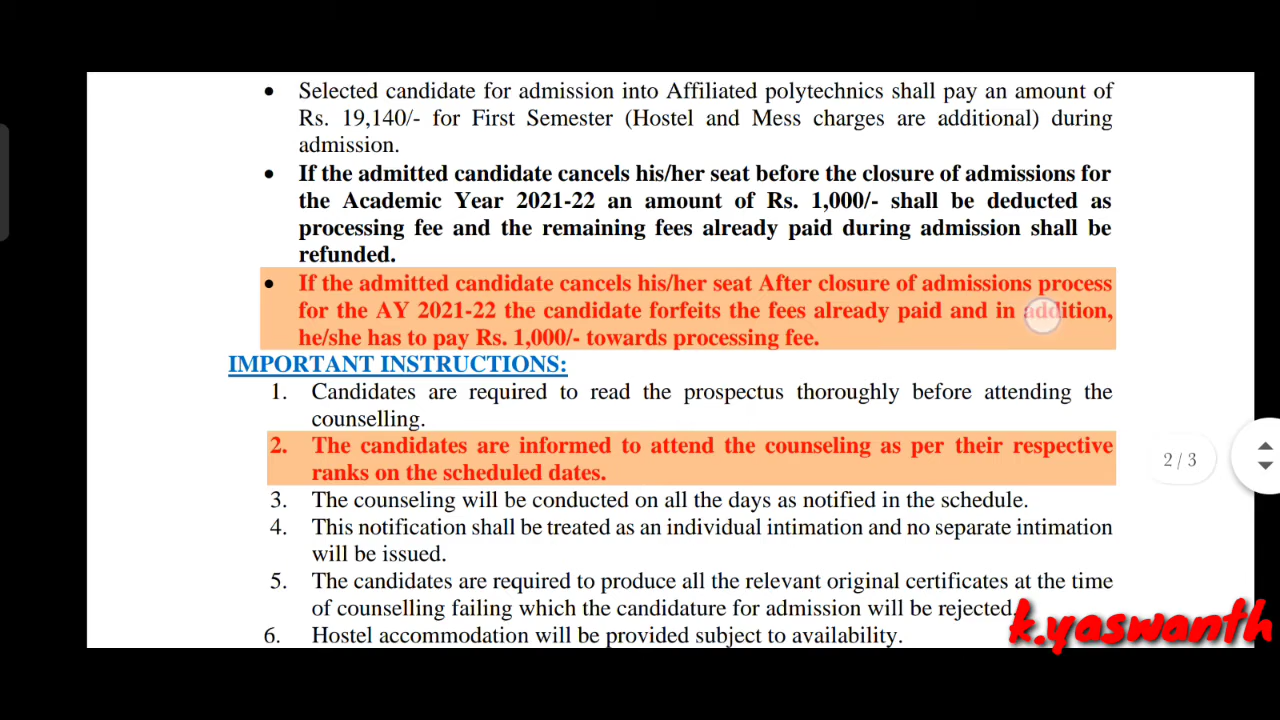 • Selected candidate for admission into Affiliated polytechnics shall pay an amount of
Rs. 19,140/- for First Semester (Hostel and Mess charges are additional) during
admission.
• If the admitted candidate cancels his/her seat before the closure of admissions for
the Academic Year 2021-22 an amount of Rs. 1,000/- shall be deducted as
processing fee and the remaining fees already paid during admission shall be
refunded.
• If the admitted candidate cancels his/her seat After closure of admissions process
for the AY 2021-22 the candidate forfeits the fees already paid and in addition,
he/she has to pay Rs. 1,000/- towards processing fee.
IMPORTANT INSTRUCTIONS:
1. Candidates are required to read the prospectus thoroughly before attending the
counselling.
2. The candidates are informed to attend the counseling as per their respective
ranks on the scheduled dates.
2 / 3
3. The counseling will be conducted on all the days as notified in the schedule.
4. This notification shall be treated as an individual intimation and no separate intimation
will be issued.
5. The candidates are required to produce all the relevant original certificates at the time
of counselling failing which the candidature for admission will be rejected.
6. Hostel accommodation will be provided subject to availability.
k.yaswanth